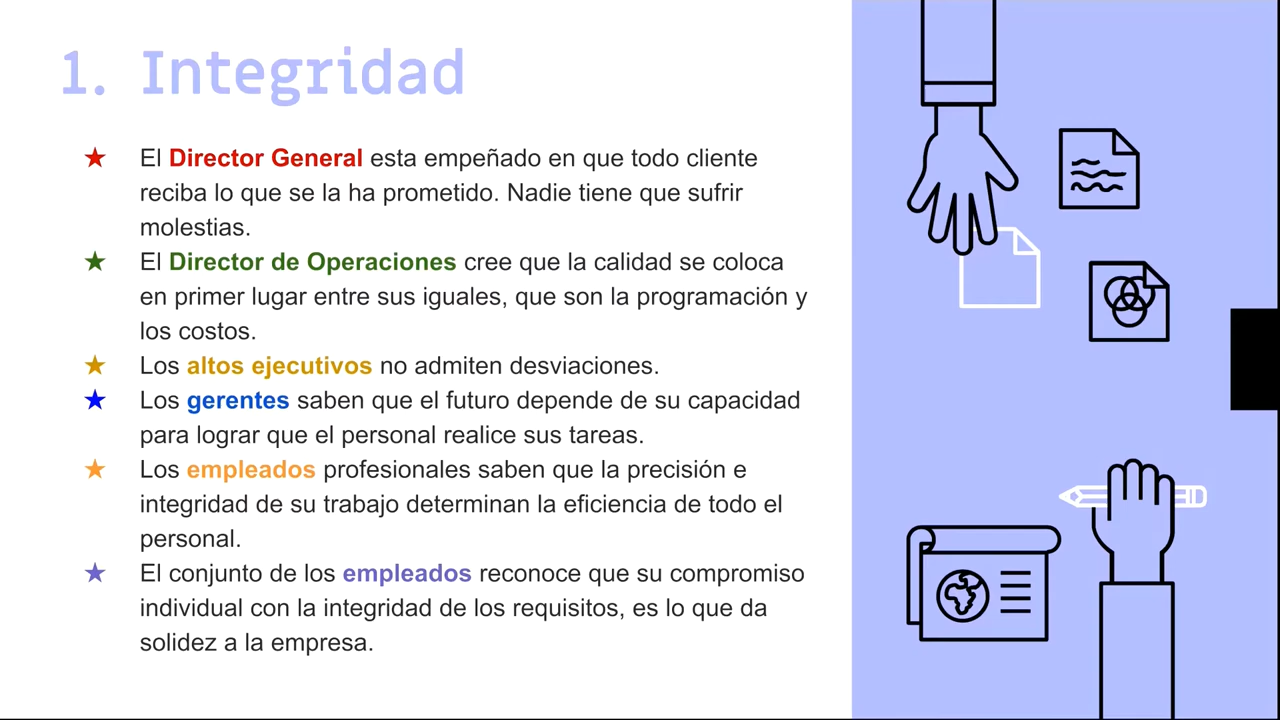 1. Integridad
★ El Director General esta empeñado en que todo cliente
reciba lo que se la ha prometido. Nadie tiene que sufrir
molestias.
★ El Director de Operaciones cree que la calidad se coloca
en primer lugar entre sus iguales, que son la programación y
los costos.
★ Los altos ejecutivos no admiten desviaciones.
★ Los gerentes saben que el futuro depende de su capacidad
para lograr que el personal realice sus tareas.
★ Los empleados profesionales saben que la precisión e
integridad de su trabajo determinan la eficiencia de todo el
personal.
★ El conjunto de los empleados reconoce que su compromiso
individual con la integridad de los requisitos, es lo que da
solidez a la empresa.